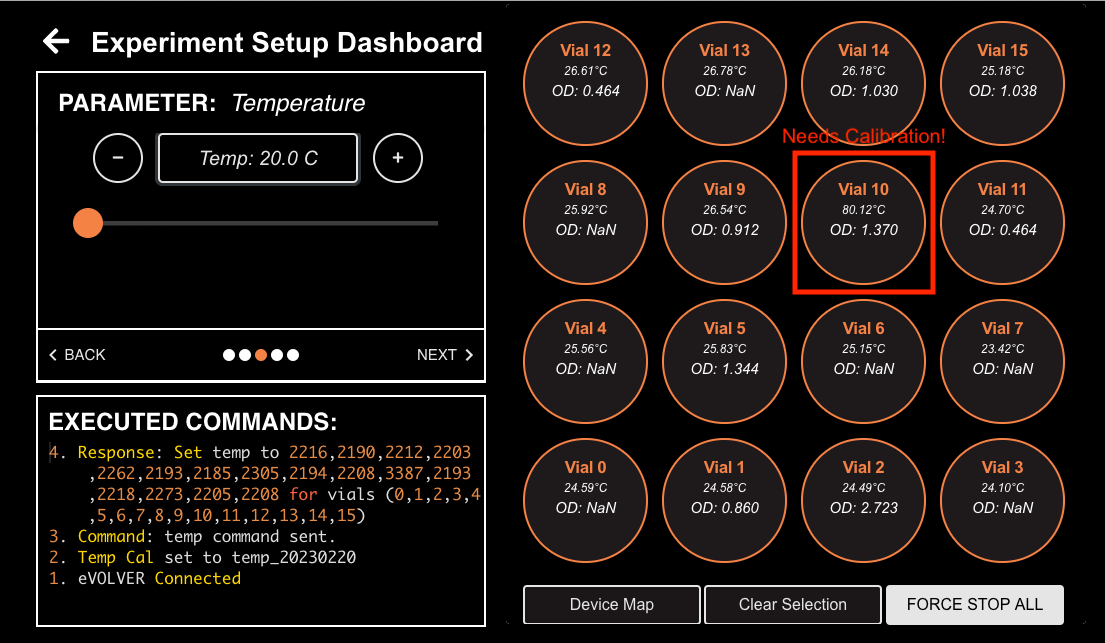 Experiment Setup Dashboard
PARAMETER: Temperature
−
Temp: 20.0 C
+
BACK
NEXT
EXECUTED COMMANDS:
4. Response: Set temp to 2216,2190,2212,2203
,2262,2193,2185,2305,2194,2208,3387,2193
,2218,2273,2205,2208 for vials (0,1,2,3,4
,5,6,7,8,9,10,11,12,13,14,15)
3. Command: temp command sent.
2. Temp Cal set to temp_20230220
1. eVOLVER Connected
Vial 12
26.61°C
OD: 0.464
Vial 13
26.78°C
OD: NaN
Vial 14
26.18°C
OD: 1.030
Vial 15
25.18°C
OD: 1.038
Needs Calibration!
Vial 8
25.92°C
OD: NaN
Vial 9
26.54°C
OD: 0.912
Vial 10
80.12°C
OD: 1.370
Vial 11
24.70°C
OD: 0.464
Vial 4
25.56°C
OD: NaN
Vial 5
25.83°C
OD: 1.344
Vial 6
25.15°C
OD: NaN
Vial 7
23.42°C
OD: NaN
Vial 0
24.59°C
OD: NaN
Vial 1
24.58°C
OD: 0.860
Vial 2
24.49°C
OD: 2.723
Vial 3
24.10°C
OD: NaN
Device Map
Clear Selection
FORCE STOP ALL